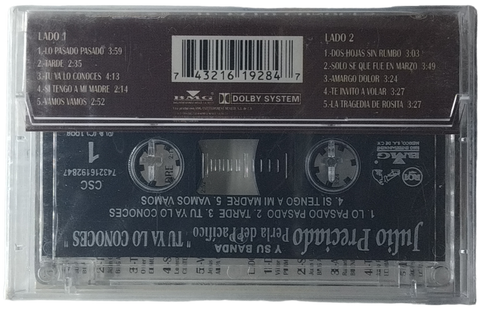 LADO 1
1.-LO PASADO PASADO 3:59
2.-TARDE 2:35
3.-TU YA LO CONOCES 4:13
4.-SI TENGO A MI MADRE 2:14
5.-VAMOS VAMOS 2:52
7 43216 19284 7
BMG
DOLBY SYSTEM
LADO 2
1.-DOS HOJAS SIN RUMBO 3:03
2.-SOLO SE QUE FUE EN MARZO 3:49
3.-AMARGO DOLOR 3:24
4.-TE INVITO A VOLAR 3:27
5.-LA TRAGEDIA DE ROSITA 3:27
Julio Preciado
Y SU BANDA
Perla del Pacífico
" TU YA LO CONOCES "
1. LO PASADO PASADO 2. TARDE 3. TU YA LO CONOCES
4. SI TENGO A MI MADRE 5. VAMOS VAMOS
CSC
743216192847
1
BMG